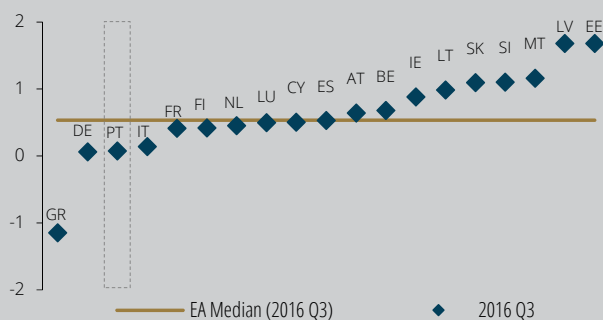 2
1
0
-1
-2
GR
DE
PT
IT
FR
FI
NL
LU
CY
ES
AT
BE
IE
LT
SK
SI
MT
LV
EE
EA Median (2016 Q3)
2016 Q3